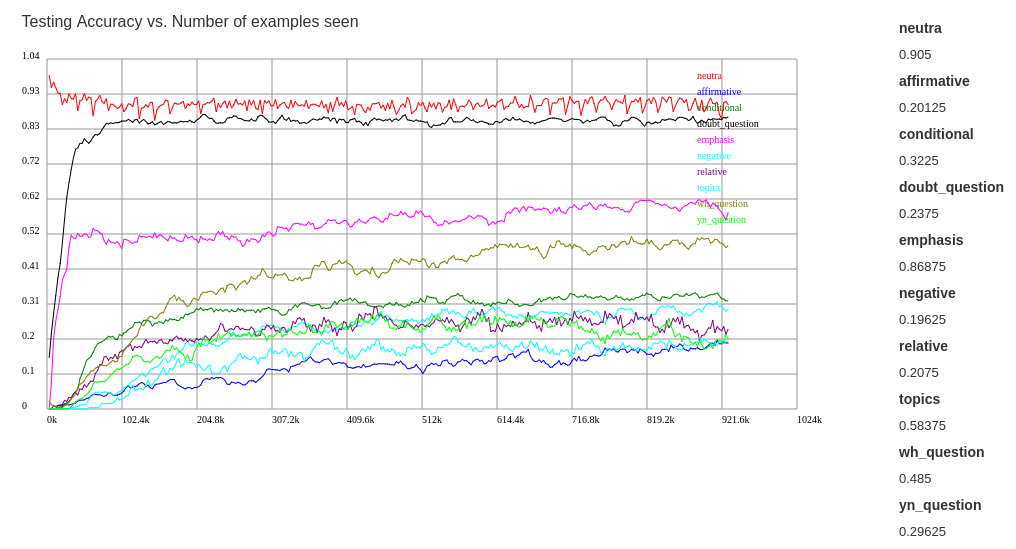 Testing Accuracy vs. Number of examples seen
1.04
0.93
0.83
0.72
0.62
0.52
0.41
0.31
0.2
0.1
0
0k 102.4k 204.8k 307.2k 409.6k 512k 614.4k 716.8k 819.2k 921.6k 1024k
neutra
affirmative
conditional
doubt_question
emphasis
negative
relative
topics
wh_question
yn_question
neutra
0.905
affirmative
0.20125
conditional
0.3225
doubt_question
0.2375
emphasis
0.86875
negative
0.19625
relative
0.2075
topics
0.58375
wh_question
0.485
yn_question
0.29625